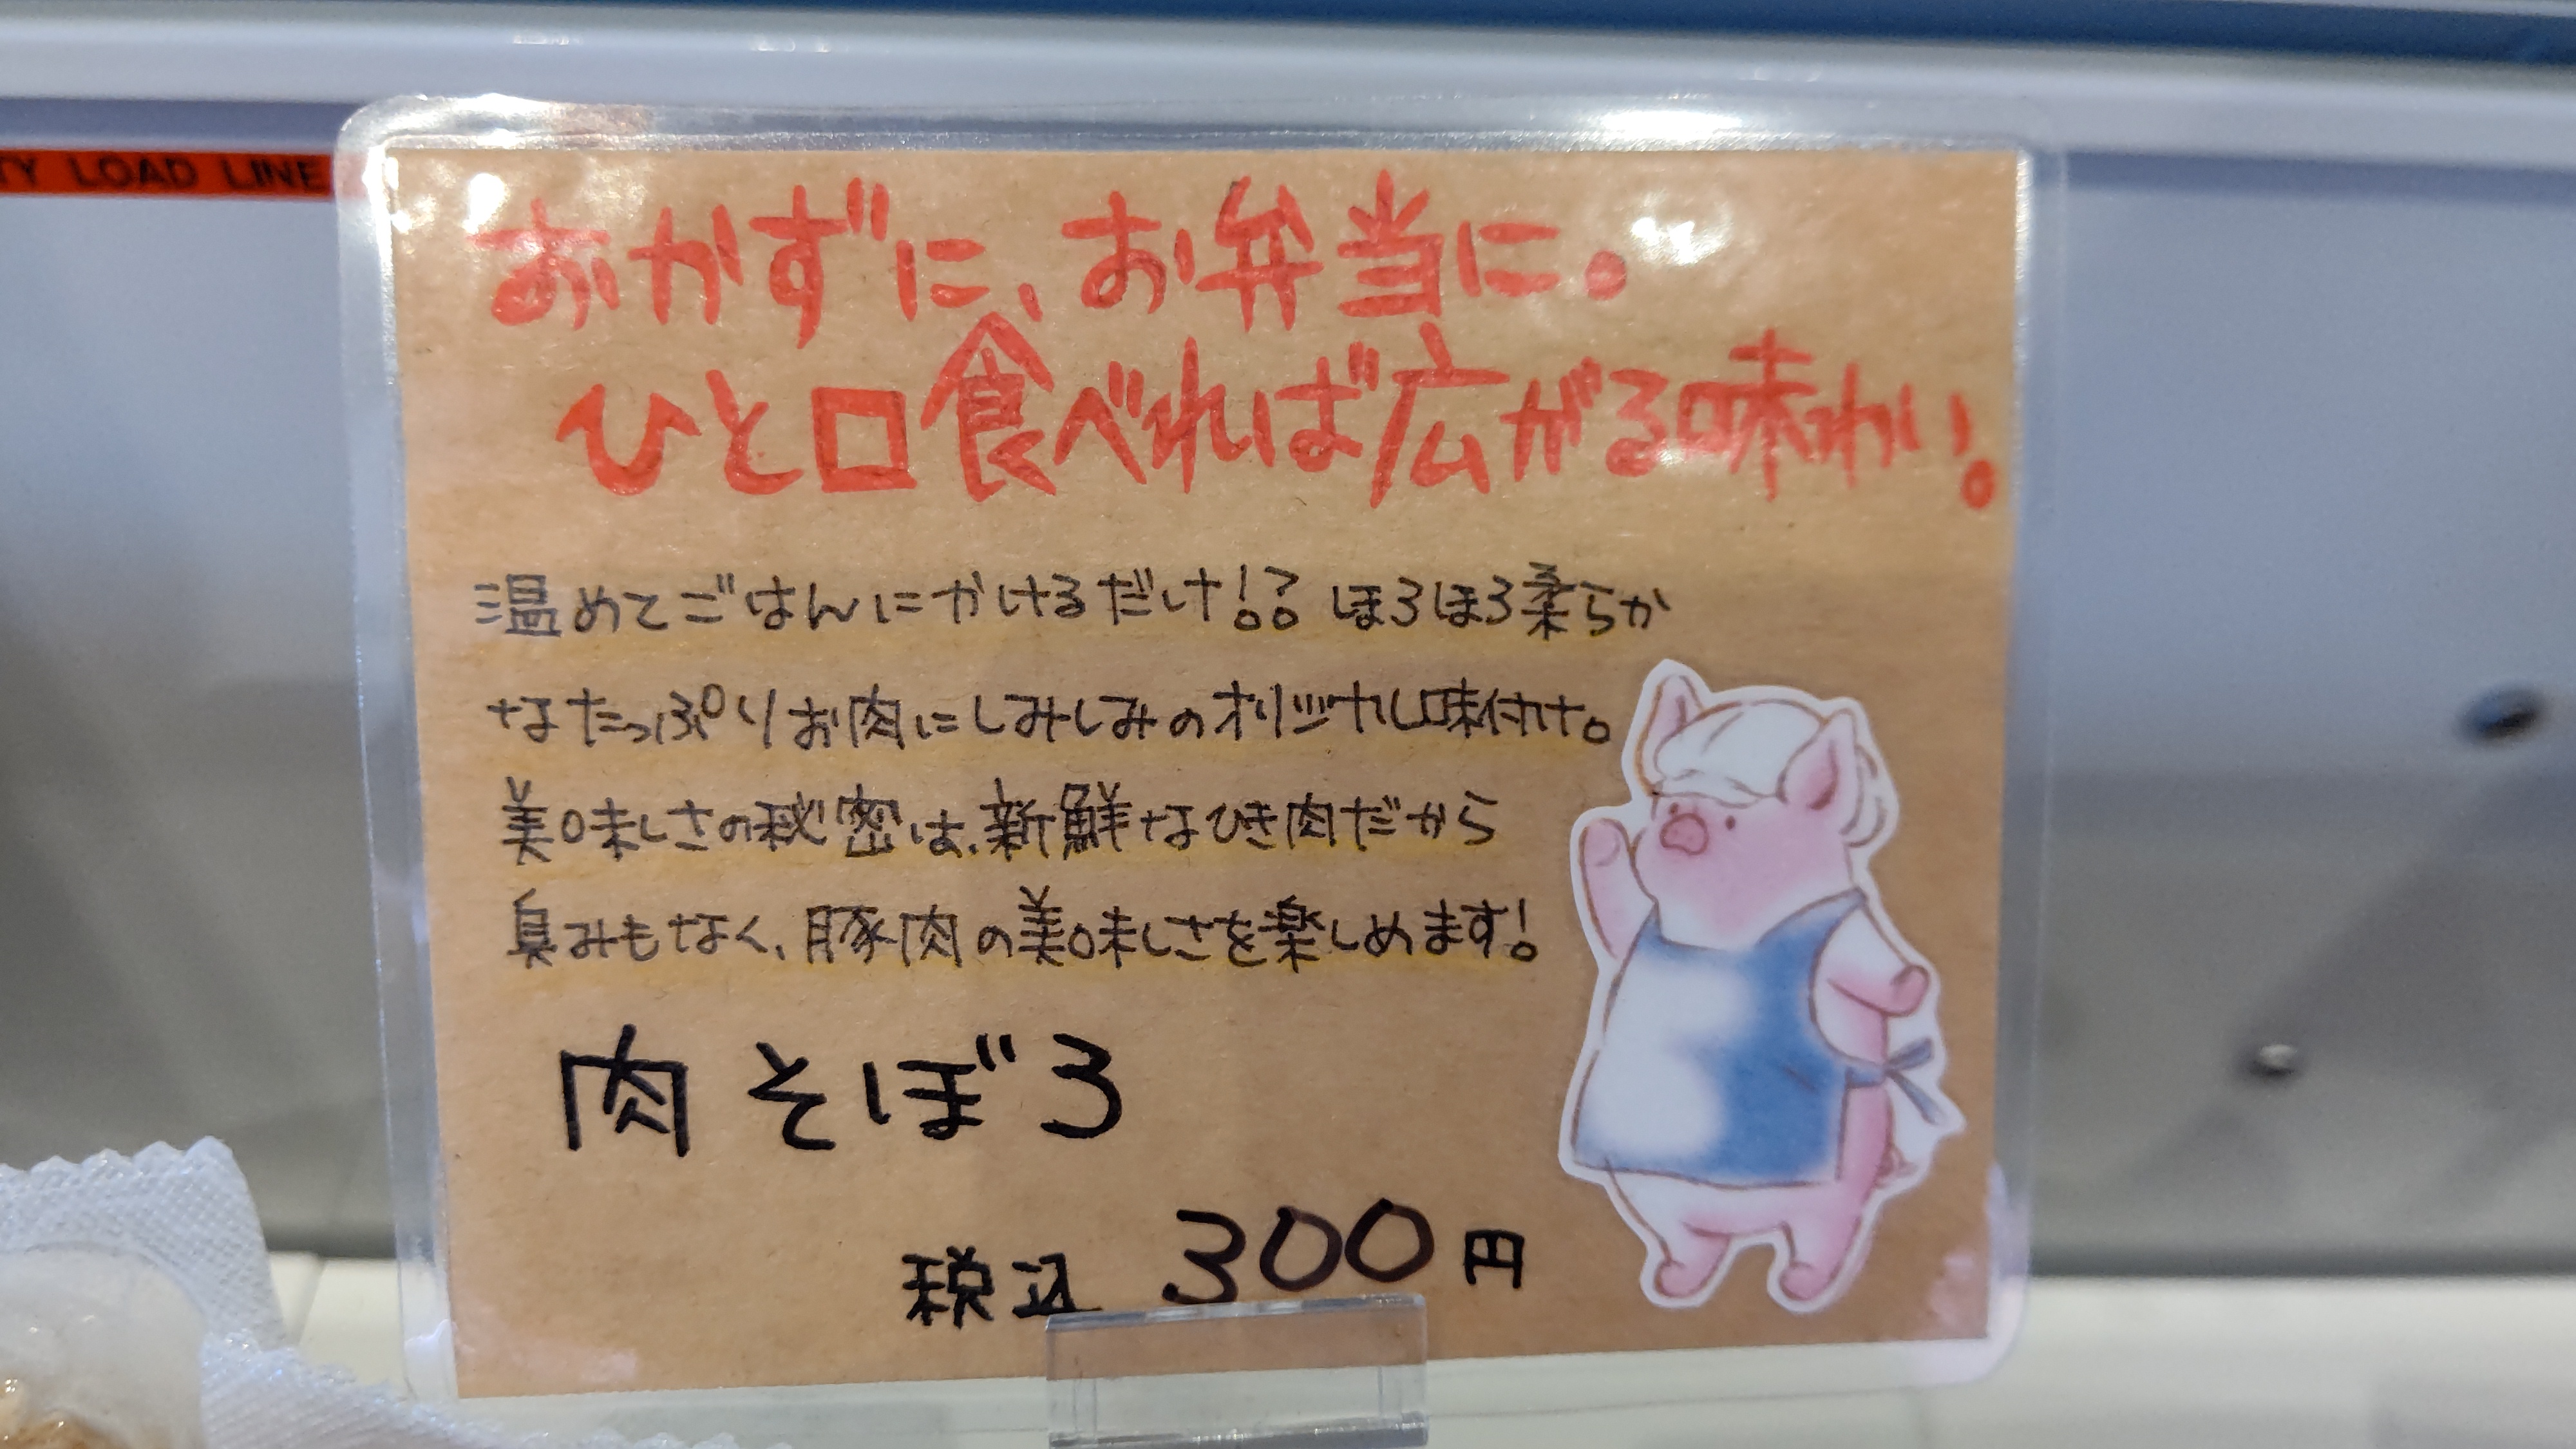 TY LOAD LINE
おかずに、お弁当に。
ひと口食べれば広がる味わい。
温めてごはんにかけるだけ!? ほろほろ柔らか
なたっぷりお肉にしみしみのオリジナル味付け。
美味しさの秘密は、新鮮なひき肉だから
臭みもなく、豚肉の美味しさを楽しめます!
肉そぼろ
税込 300円